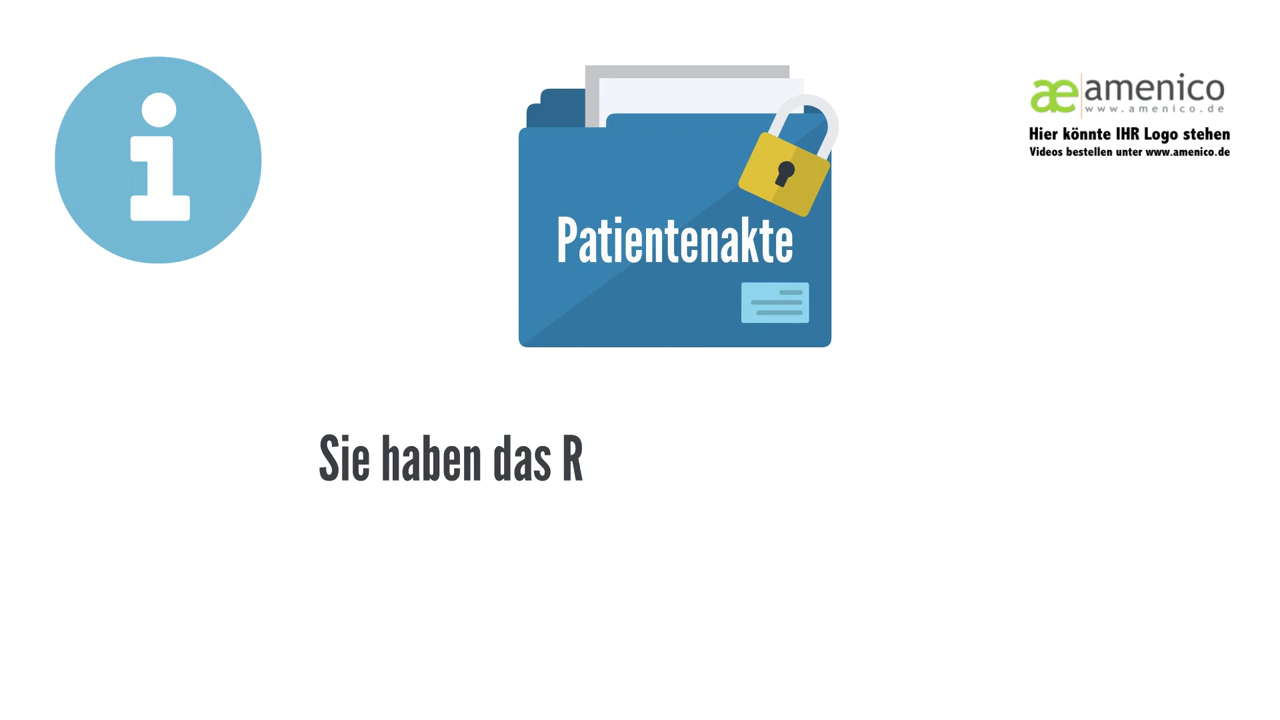 amenico
www.amenico.de
Hier könnte IHR Logo stehen
Videos bestellen unter www.amenico.de
Patientenakte
Sie haben das R